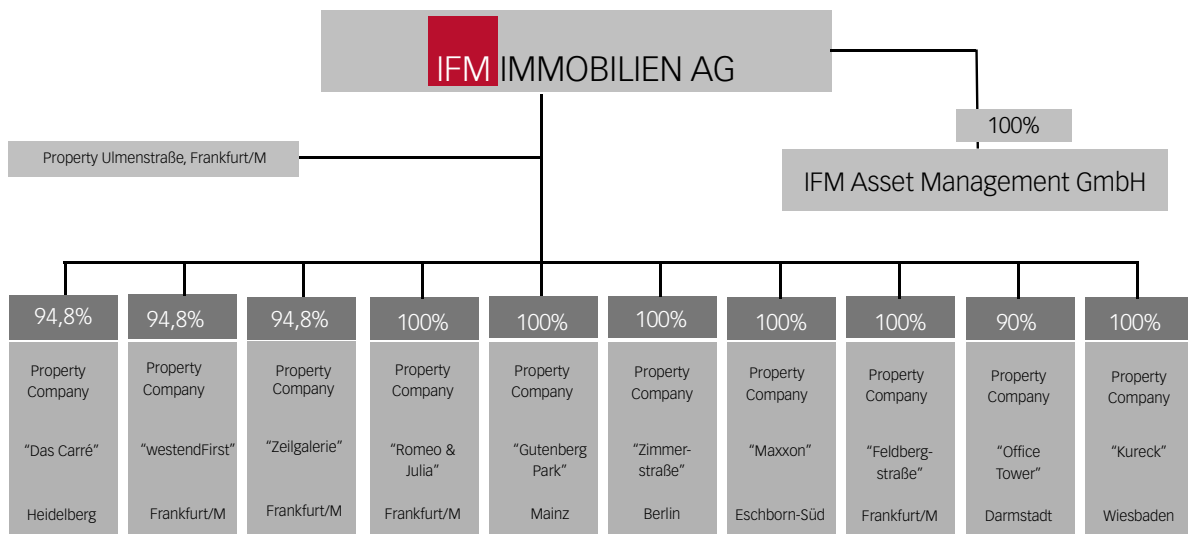 IFM IMMOBILIEN AG
100%
Property Ulmenstraße, Frankfurt/M
IFM Asset Management GmbH
94,8%
Property
Company
“Das Carré”
Heidelberg
94,8%
Property
Company
“westendFirst”
Frankfurt/M
94,8%
Property
Company
“Zeilgalerie”
Frankfurt/M
100%
Property
Company
“Romeo &
Julia”
Frankfurt/M
100%
Property
Company
“Gutenberg
Park”
Mainz
100%
Property
Company
“Zimmer-
straße”
Berlin
100%
Property
Company
“Maxxon”
Eschborn-Süd
100%
Property
Company
“Feldberg-
straße”
Frankfurt/M
90%
Property
Company
“Office
Tower”
Darmstadt
100%
Property
Company
“Kureck”
Wiesbaden